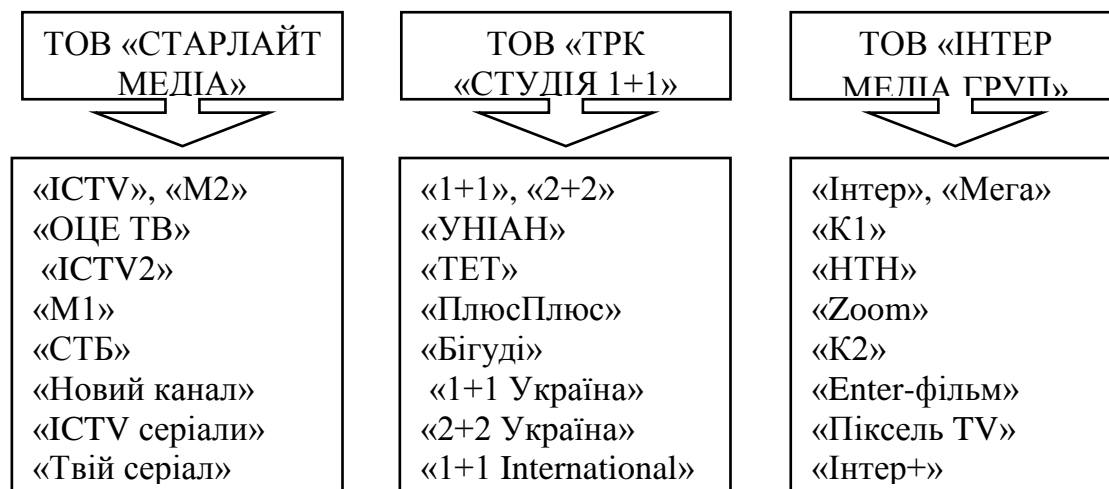 ТОВ «СТАРЛАЙТ
МЕДІА»
«ICTV», «М2»
«ОЦЕ ТВ»
«ICTV2»
«М1»
«СТБ»
«Новий канал»
«ICTV серіали»
«Твій серіал»
ТОВ «ТРК
«СТУДІЯ 1+1»
«1+1», «2+2»
«УНІАН»
«ТЕТ»
«ПлюсПлюс»
«Бігуді»
«1+1 Україна»
«2+2 Україна»
«1+1 International»
ТОВ «ІНТЕР
МЕДІА ГРУП»
«Інтер», «Мега»
«К1»
«НТН»
«Zoom»
«К2»
«Enter-фільм»
«Піксель TV»
«Інтер+»